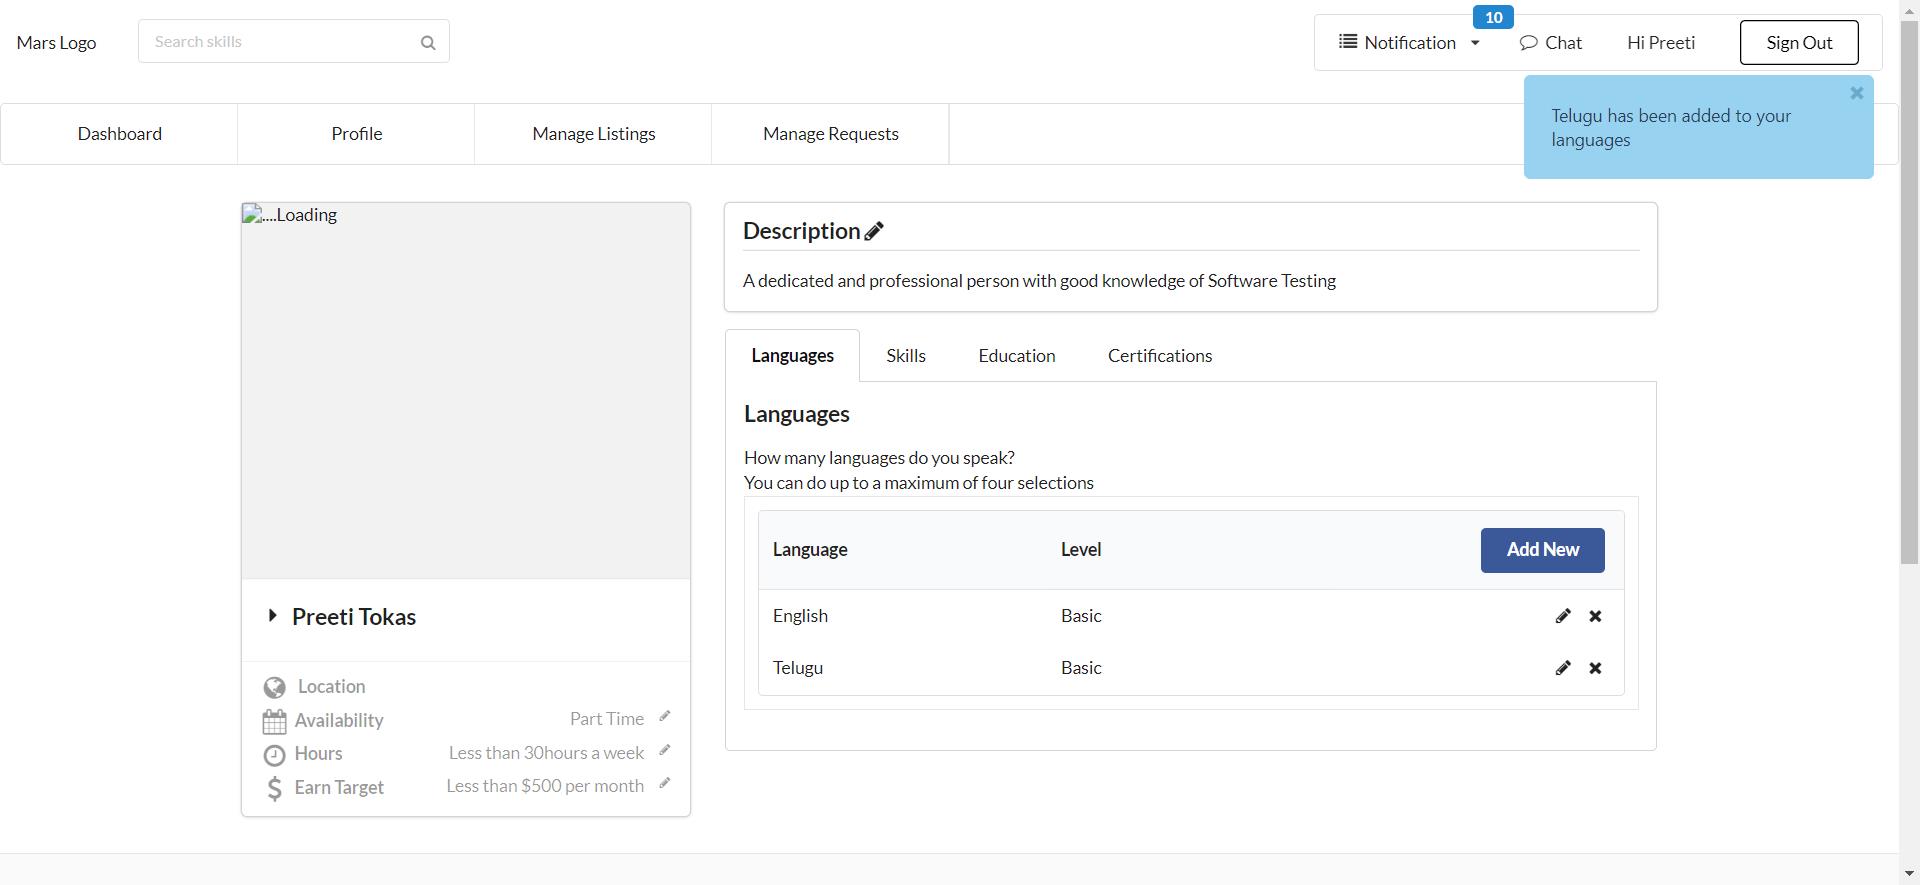 Mars Logo
Search skills
10
Notification
Chat
Hi Preeti
Sign Out
Telugu has been added to your
languages
Dashboard
Profile
Manage Listings
Manage Requests
....Loading
Preeti Tokas
Location
Availability
Part Time
Hours
Less than 30hours a week
Earn Target
Less than $500 per month
Description
A dedicated and professional person with good knowledge of Software Testing
Languages
Skills
Education
Certifications
Languages
How many languages do you speak?
You can do up to a maximum of four selections
Language
Level
Add New
English
Basic
Telugu
Basic